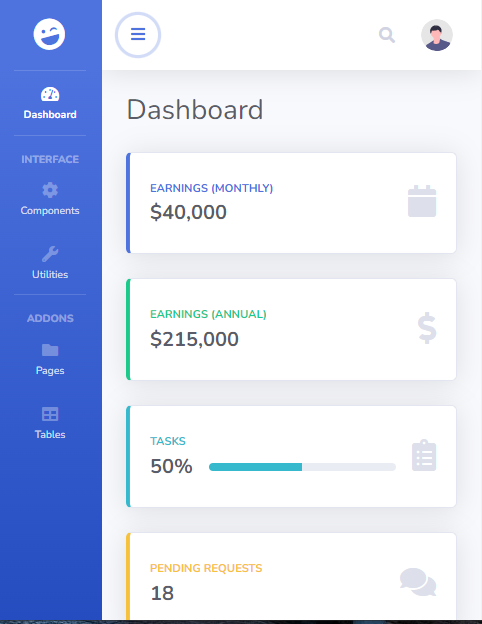 Dashboard
INTERFACE
Components
Utilities
ADDONS
Pages
Tables
Dashboard
EARNINGS (MONTHLY)
$40,000
EARNINGS (ANNUAL)
$215,000
TASKS
50%
PENDING REQUESTS
18